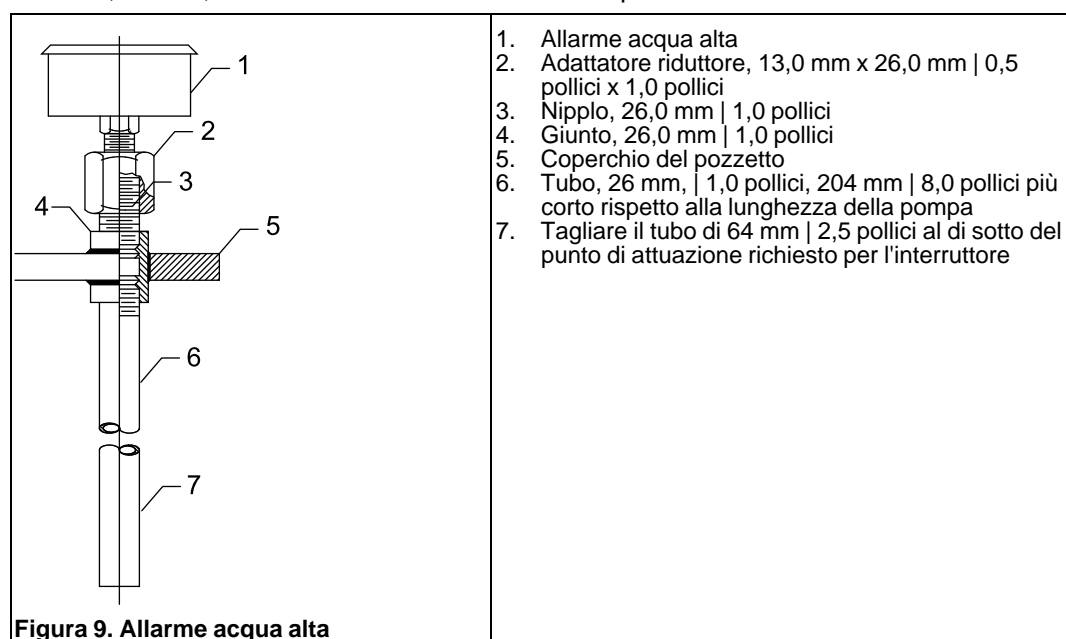 1
2
3
4
5
6
7
Figura 9. Allarme acqua alta
1. Allarme acqua alta
2. Adattatore riduttore, 13,0 mm x 26,0 mm | 0,5
pollici x 1,0 pollici
3. Nipplo, 26,0 mm | 1,0 pollici
4. Giunto, 26,0 mm | 1,0 pollici
5. Coperchio del pozzetto
6. Tubo, 26 mm, | 1,0 pollici, 204 mm | 8,0 pollici più
corto rispetto alla lunghezza della pompa
7. Tagliare il tubo di 64 mm | 2,5 pollici al di sotto del
punto di attuazione richiesto per l'interruttore